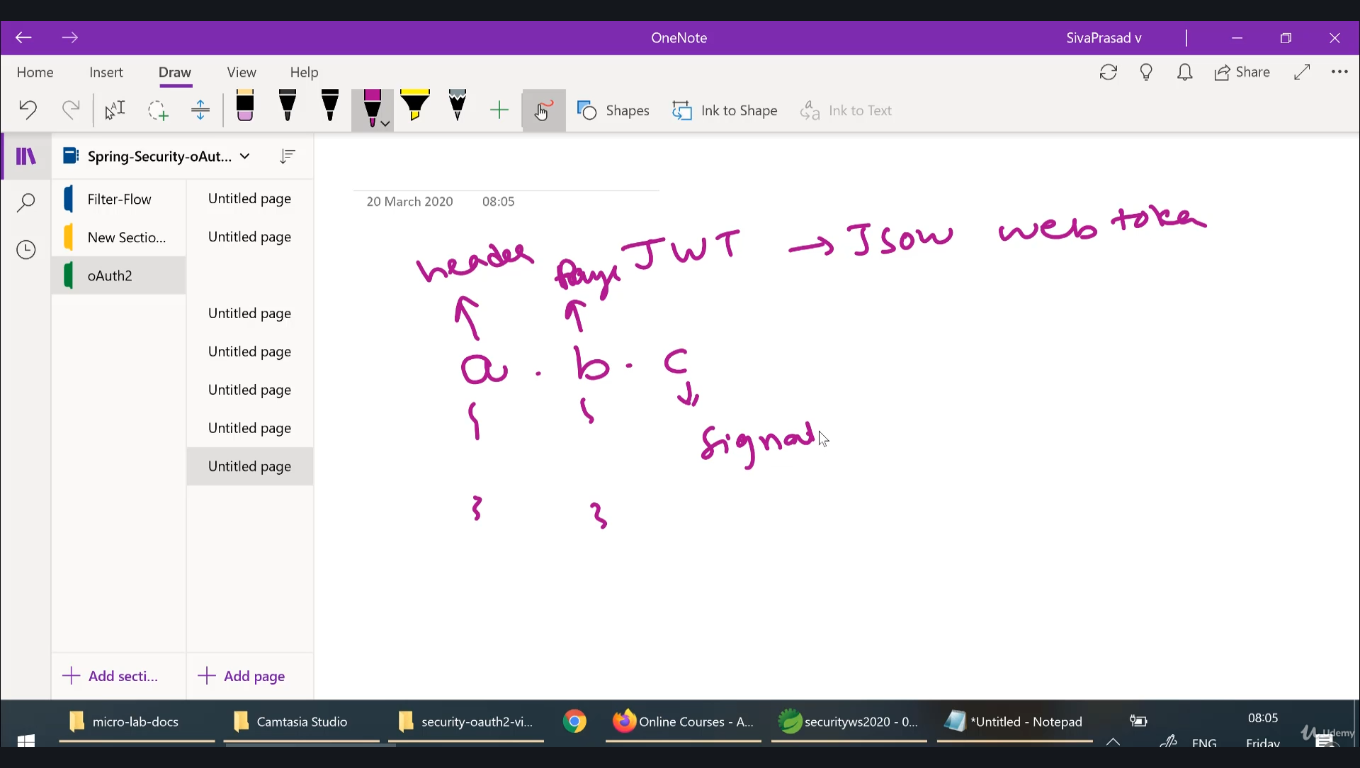 OneNote
SivaPrasad v
Home Insert Draw View Help
Share
Shapes Ink to Shape Ink to Text
Spring-Security-oAut...
Filter-Flow
New Sectio...
oAuth2
Untitled page
Untitled page
Untitled page
Untitled page
Untitled page
Untitled page
Untitled page
Add secti...
Add page
20 March 2020 08:05
JWT → Json web token
header
a . b . c
{ {
Signat
} }
micro-lab-docs
Camtasia Studio
security-oauth2-vi...
Online Courses - A...
securityws2020 - 0...
*Untitled - Notepad
ENG
08:05
Friday
Udemy